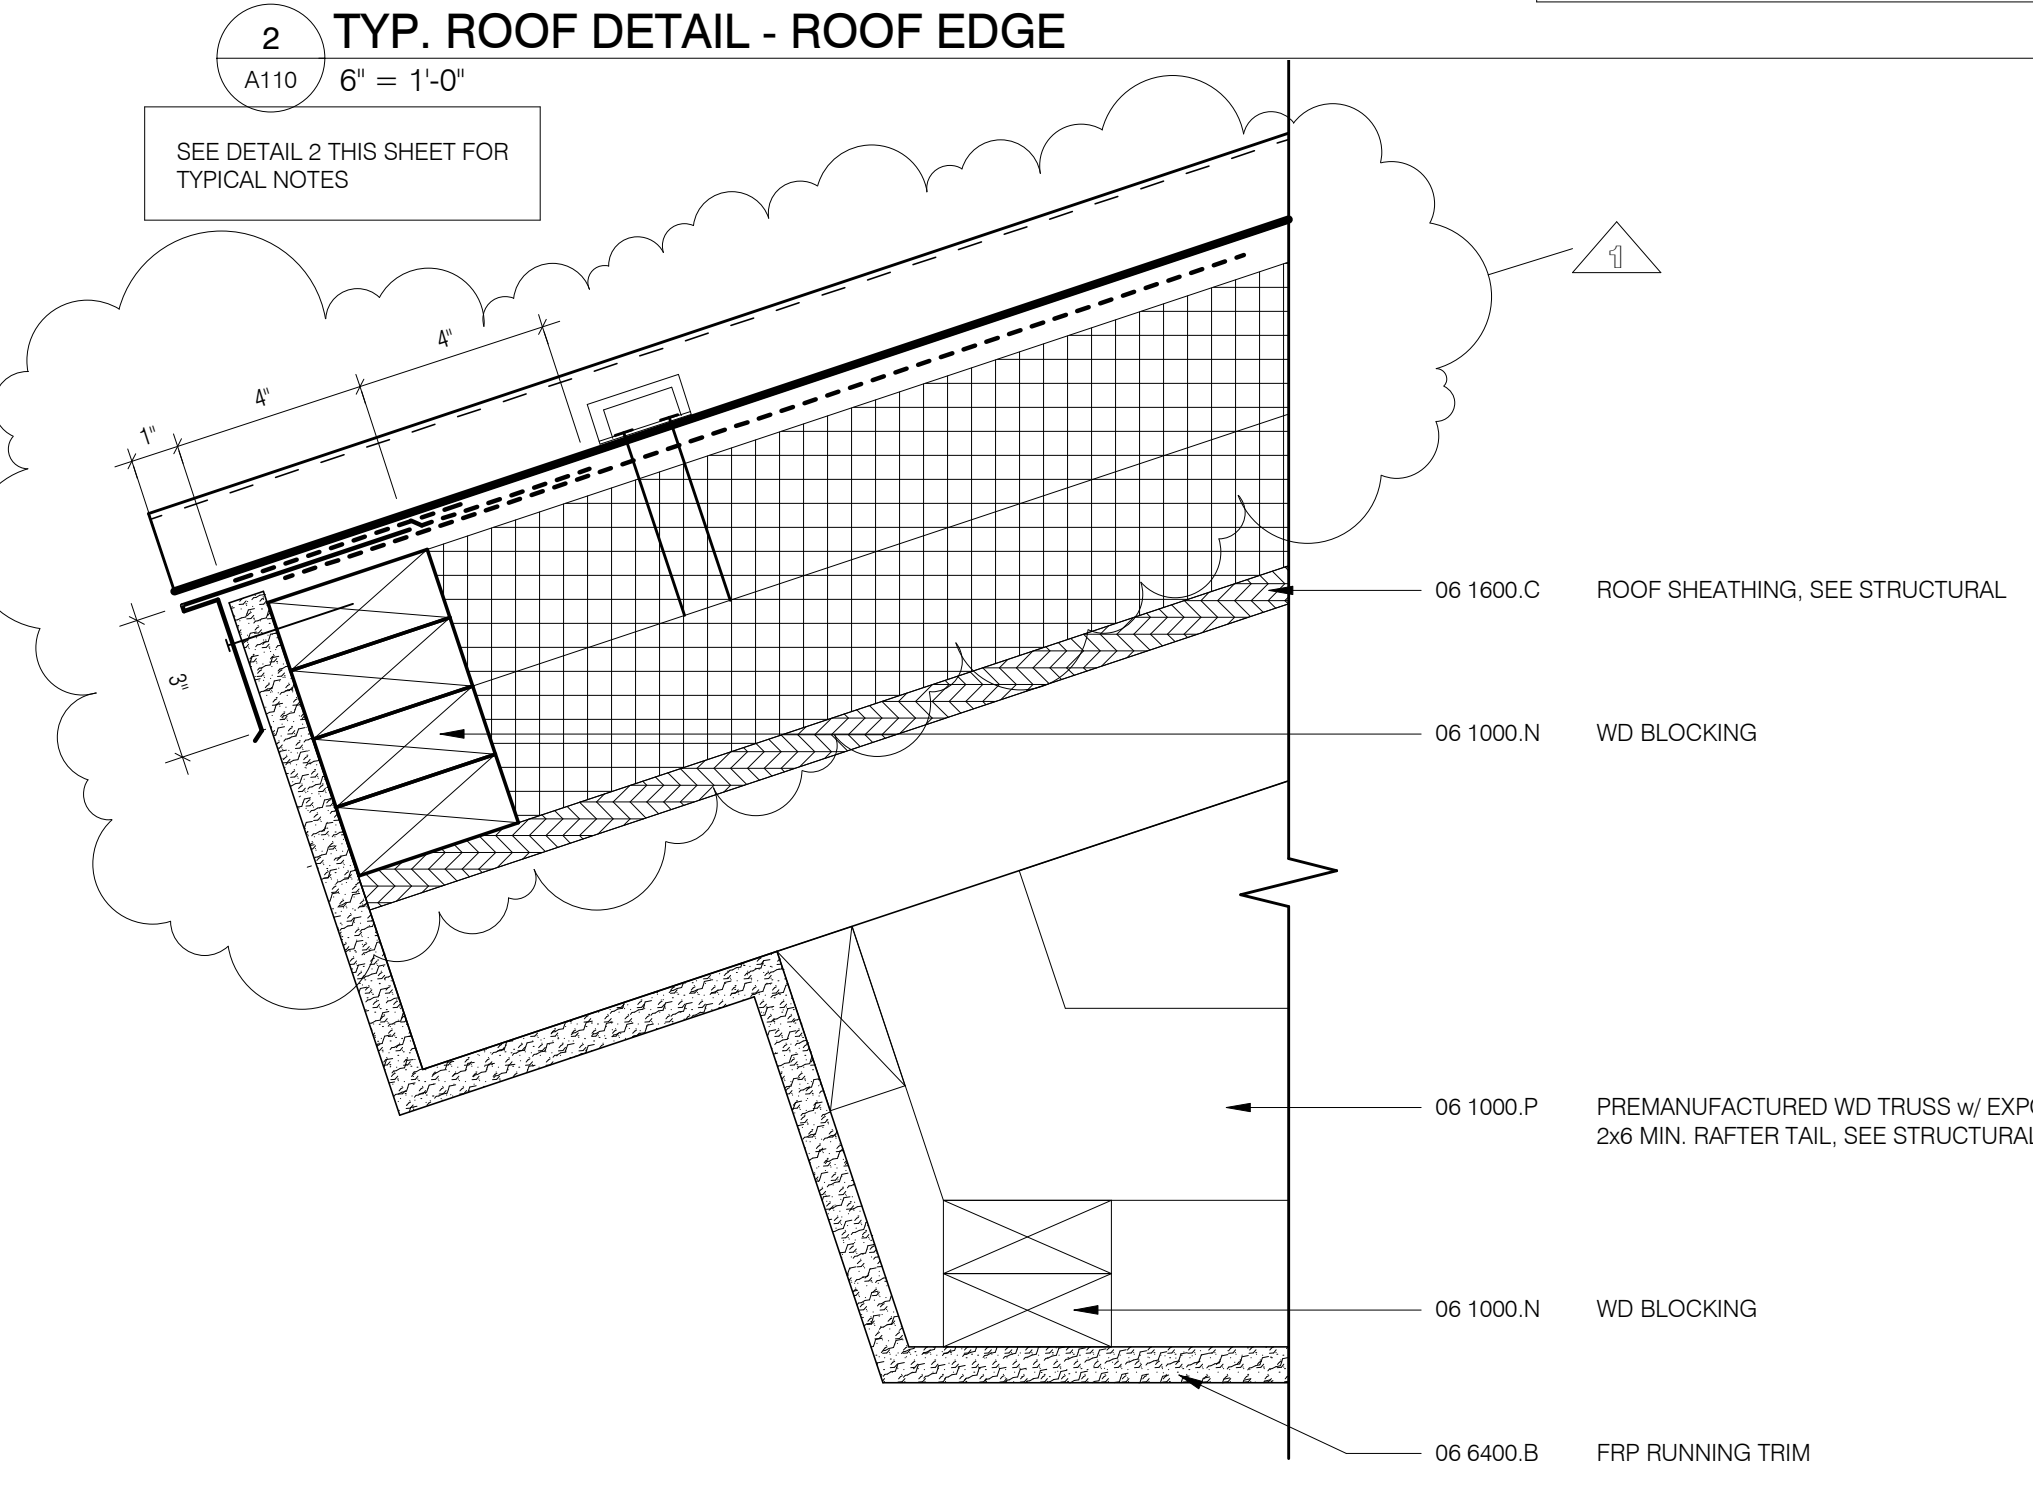 2
TYP. ROOF DETAIL - ROOF EDGE
A110
6" = 1'-0"
SEE DETAIL 2 THIS SHEET FOR
TYPICAL NOTES
1
4"
4"
1"
3"
06 1600.C ROOF SHEATHING, SEE STRUCTURAL
06 1000.N WD BLOCKING
06 1000.P PREMANUFACTURED WD TRUSS w/
2x6 MIN. RAFTER TAIL, SEE STRUCTURAL
06 1000.N WD BLOCKING
06 6400.B FRP RUNNING TRIM